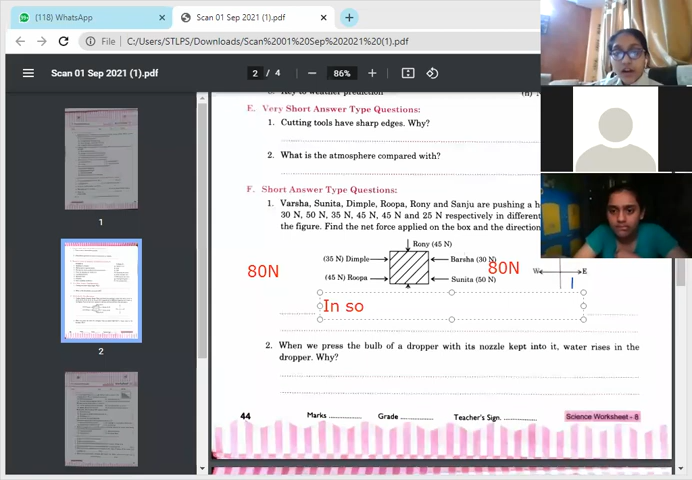 (118) WhatsApp
Scan 01 Sep 2021 (1).pdf
File
C:/Users/STLPS/Downloads/Scan%2001%20Sep%202021%20(1).pdf
Scan 01 Sep 2021 (1).pdf
2 / 4
86%
1
2
E. Very Short Answer Type Questions:
1. Cutting tools have sharp edges. Why?
2. What is the atmosphere compared with?
F. Short Answer Type Questions:
1. Varsha, Sunita, Dimple, Roopa, Rony and Sanju are pushing a h
30 N, 50 N, 35 N, 45 N, 45 N and 25 N respectively in different
the figure. Find the net force applied on the box and the direction
Rony (45 N)
(35 N) Dimple
Barsha (30 N)
80N
80N
W
E
(45 N) Roopa
Sunita (50 N)
In so
2. When we press the bulb of a dropper with its nozzle kept into it, water rises in the
dropper. Why?
44
Marks
Grade
Teacher's Sign.
Science Worksheet - 8